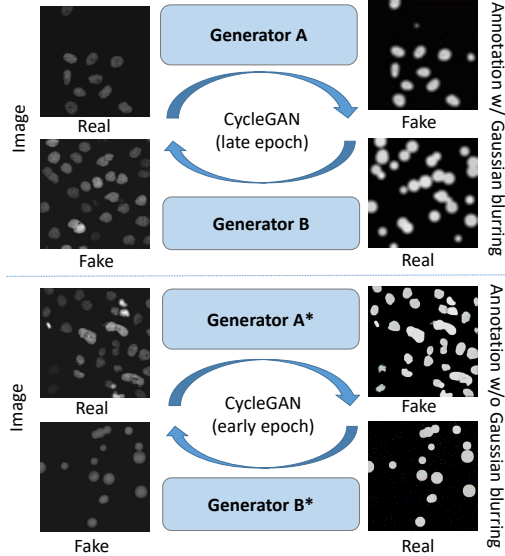 Generator A
Image
Real
CycleGAN
(late epoch)
Fake
Annotation w/ Gaussian blurring
Generator B
Fake
Real
Generator A*
Image
Real
CycleGAN
(early epoch)
Fake
Annotation w/o Gaussian blurring
Generator B*
Fake
Real